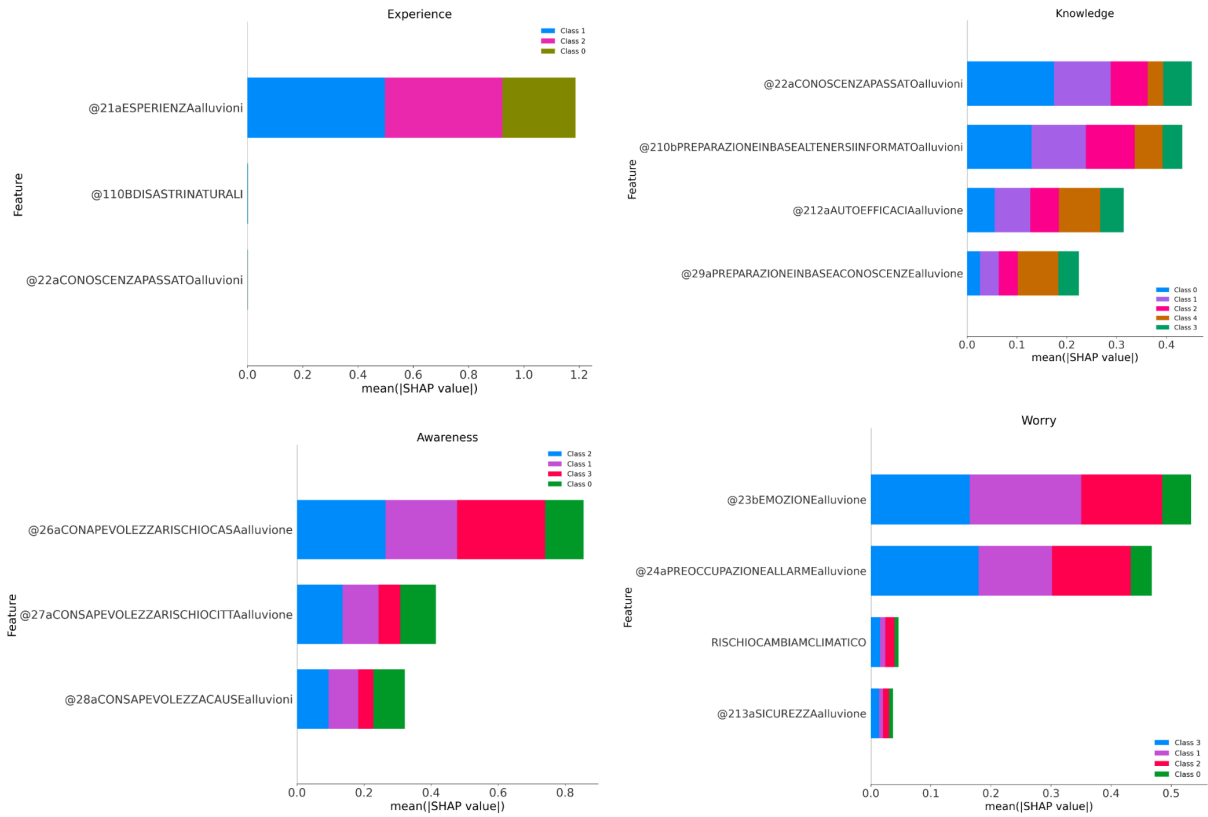 Experience
Class 1
Class 2
Class 0
@21aESPERIENZAalluvioni
@110BDISASTRINATURALI
@22aCONOSCENZAPASSATOalluvioni
Feature
0.0 0.2 0.4 0.6 0.8 1.0 1.2
mean(|SHAP value|)
Knowledge
@22aCONOSCENZAPASSATOalluvioni
@210bPREPARAZIONEINBASEALTENERSIINFORMATOalluvioni
@212aAUTOEFFICACIAalluvione
@29aPREPARAZIONEINBASEACONOSCENZEalluvione
Feature
Class 0
Class 1
Class 2
Class 4
Class 3
0.0 0.1 0.2 0.3 0.4
mean(|SHAP value|)
Awareness
Class 2
Class 1
Class 3
Class 0
@26aCONAPEVOLEZZARISCHIOCASAalluvione
@27aCONSAPEVOLEZZARISCHIOCITTAalluvione
@28aCONSAPEVOLEZZACAUSEalluvioni
Feature
0.0 0.2 0.4 0.6 0.8
mean(|SHAP value|)
Worry
@23bEMOZIONEalluvione
@24aPREOCCUPAZIONEALLARMEalluvione
RISCHIOCAMBIAMCLIMATICO
@213aSICUREZZAalluvione
Feature
Class 3
Class 1
Class 2
Class 0
0.0 0.1 0.2 0.3 0.4 0.5
mean(|SHAP value|)